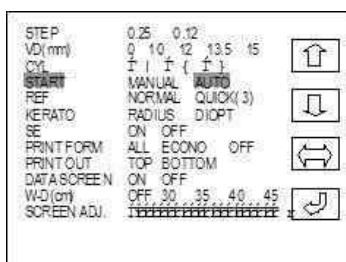 STEP 0.25 0.12
VD(mm) 0 10 12 13.5 15
CYL
START MANUAL AUTO
REF NORMAL QUICK(3)
KERATO RADIUS DIOPT
SE ON OFF
PRINT FORM ALL ECONO OFF
PRINT OUT TOP BOTTOM
DATA SCREEN ON OFF
W-D(cm) OFF 30 35 40 45
SCREEN ADJ.